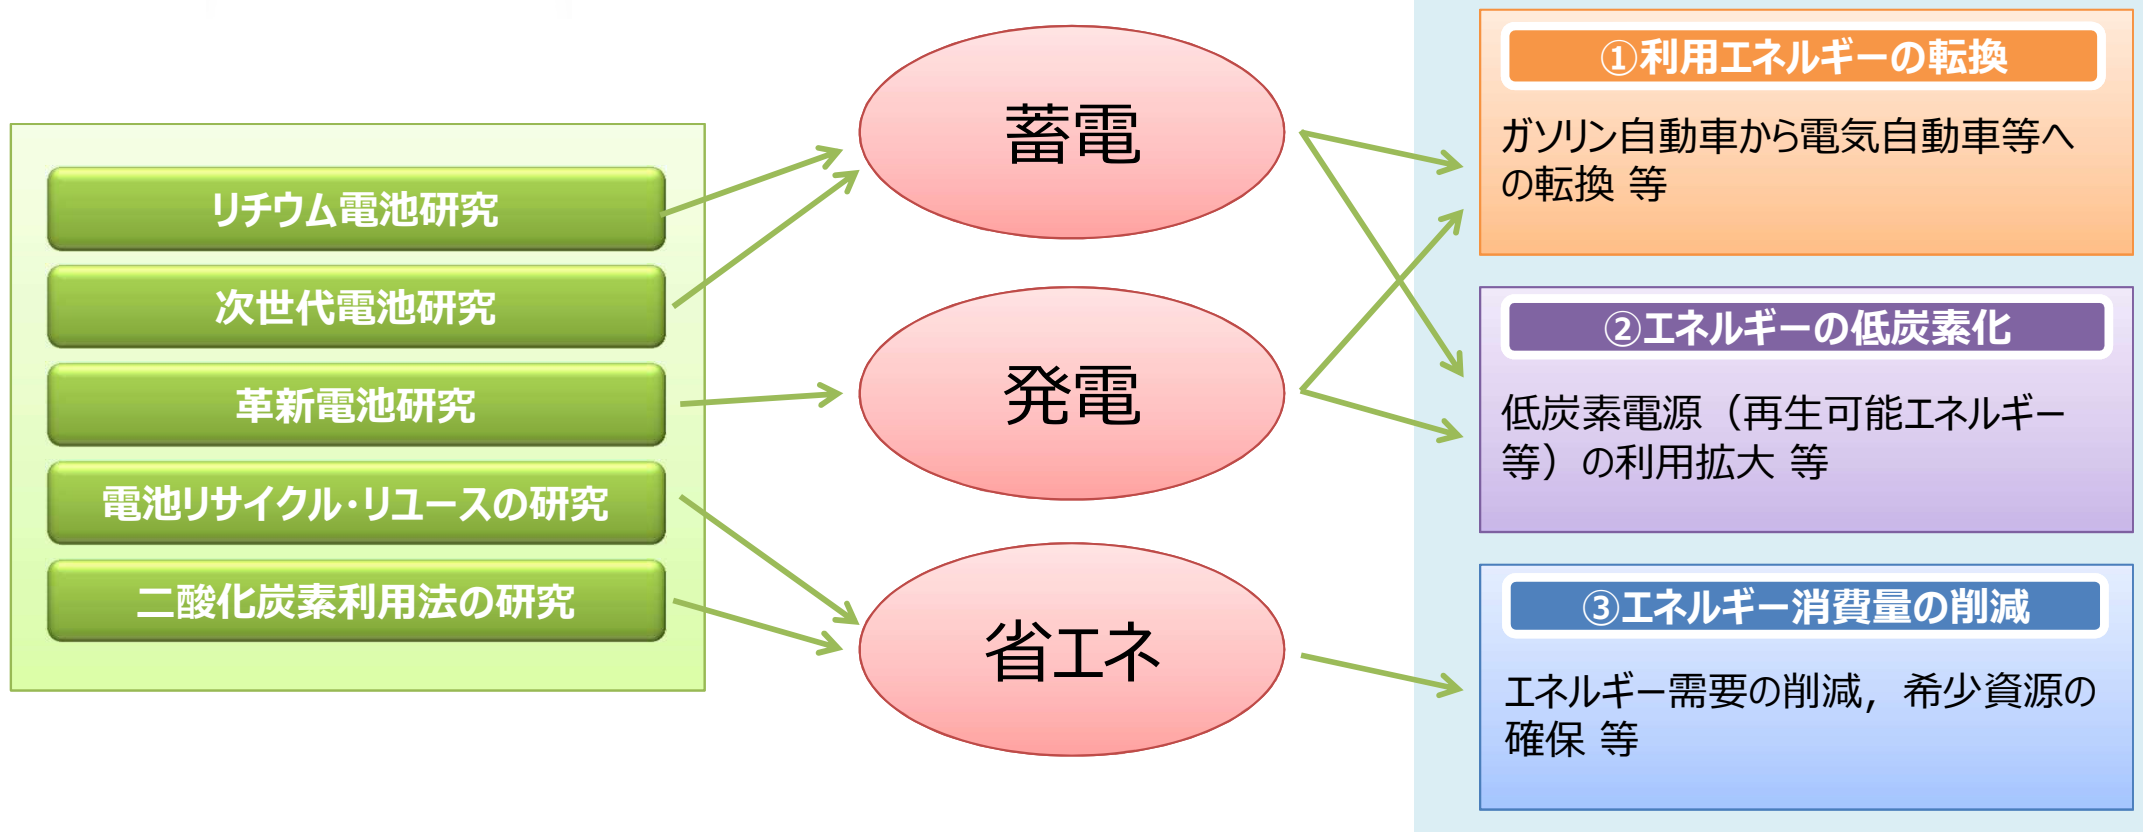 リチウム電池研究
次世代電池研究
革新電池研究
電池リサイクル・リユースの研究
二酸化炭素利用法の研究
蓄電
発電
省エネ
①利用エネルギーの転換
ガソリン自動車から電気自動車等へ
の転換 等
②エネルギーの低炭素化
低炭素電源（再生可能エネルギー
等）の利用拡大 等
③エネルギー消費量の削減
エネルギー需要の削減，希少資源の
確保 等